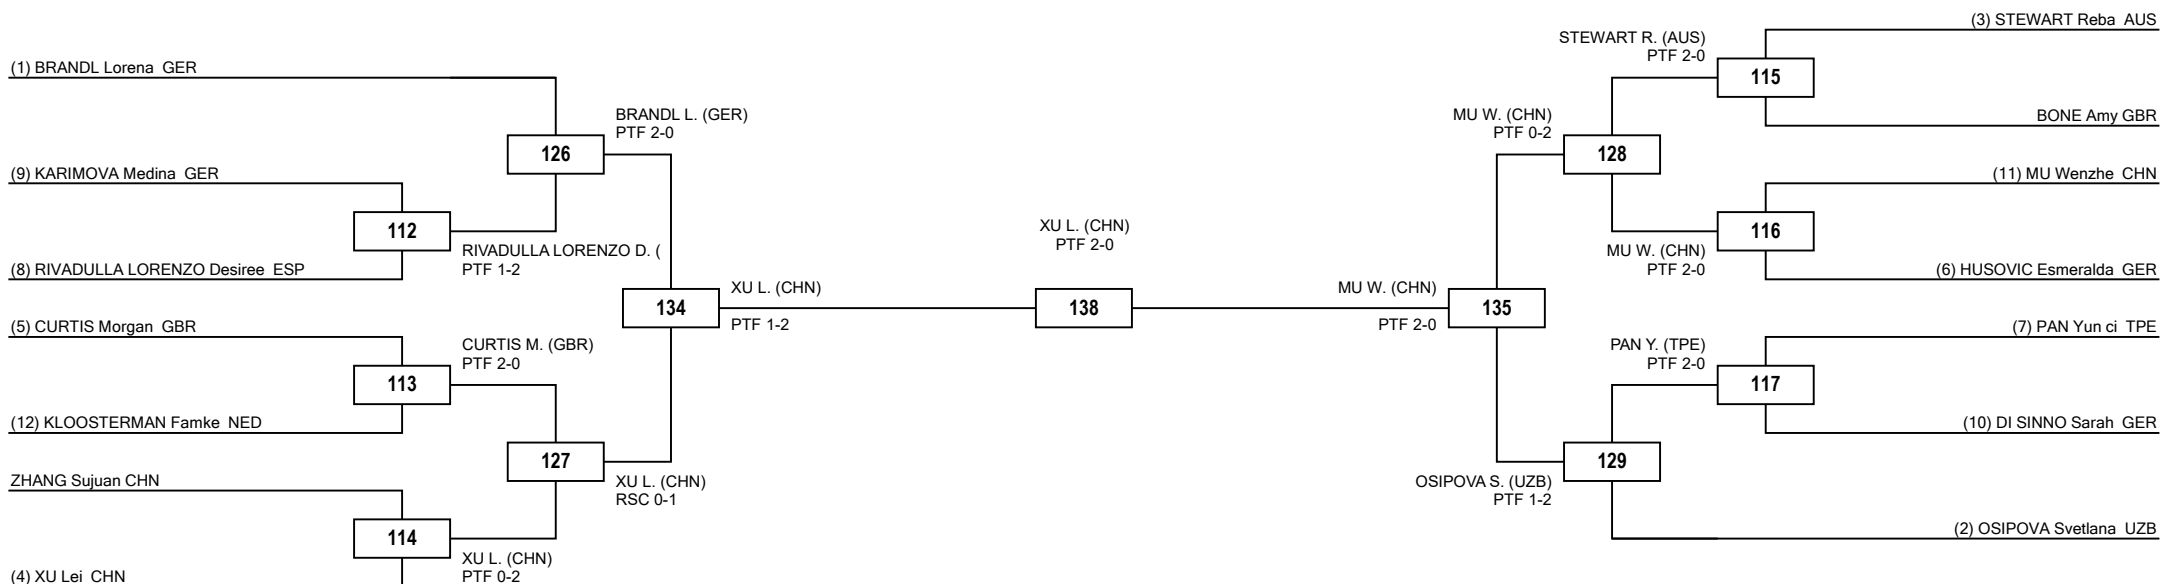 (1) BRANDL Lorena GER
BRANDL L. (GER)
PTF 2-0
126
(9) KARIMOVA Medina GER
112
RIVADULLA LORENZO D. (
PTF 1-2
(8) RIVADULLA LORENZO Desiree ESP
134
XU L. (CHN)
PTF 1-2
(5) CURTIS Morgan GBR
CURTIS M. (GBR)
PTF 2-0
113
(12) KLOOSTERMAN Famke NED
127
XU L. (CHN)
RSC 0-1
ZHANG Sujuan CHN
114
XU L. (CHN)
PTF 0-2
(4) XU Lei CHN
XU L. (CHN)
PTF 2-0
138
(3) STEWART Reba AUS
STEWART R. (AUS)
PTF 2-0
115
BONE Amy GBR
MU W. (CHN)
PTF 0-2
128
(11) MU Wenzhe CHN
116
MU W. (CHN)
PTF 2-0
(6) HUSOVIC Esmeralda GER
MU W. (CHN)
PTF 2-0
135
(7) PAN Yun ci TPE
PAN Y. (TPE)
PTF 2-0
117
(10) DI SINNO Sarah GER
129
OSIPOVA S. (UZB)
PTF 1-2
(2) OSIPOVA Svetlana UZB